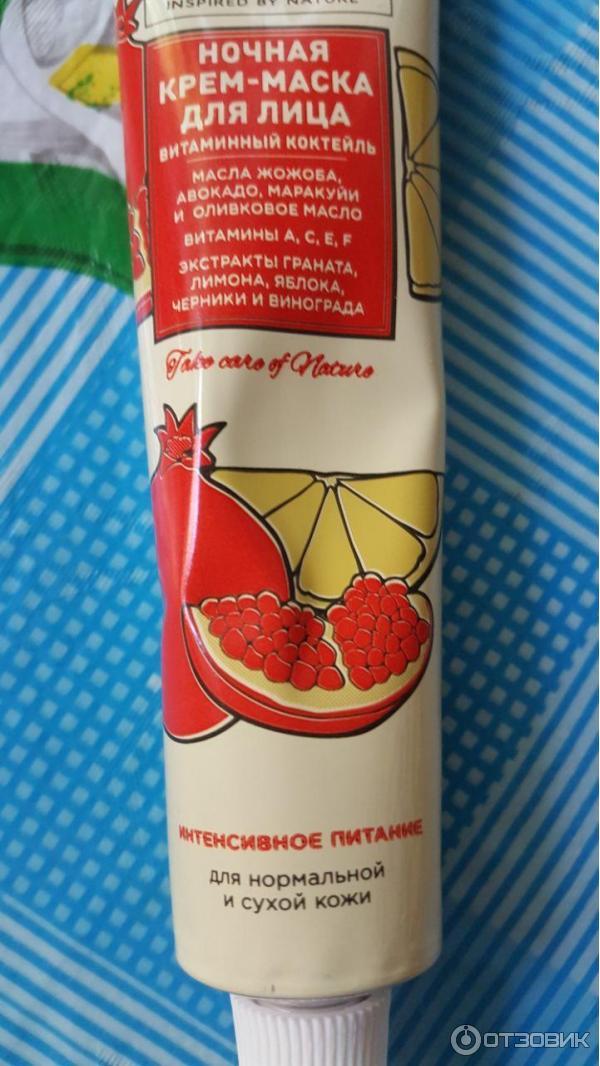 INSPIRED BY NATURE
НОЧНАЯ
КРЕМ-МАСКА
ДЛЯ ЛИЦА
ВИТАМИННЫЙ КОКТЕЙЛЬ
МАСЛА ЖОЖОБА,
АВОКАДО, МАРАКУЙИ
И ОЛИВКОВОЕ МАСЛО
ВИТАМИНЫ А, С, Е, F
ЭКСТРАКТЫ ГРАНАТА,
ЛИМОНА, ЯБЛОКА,
ЧЕРНИКИ И ВИНОГРАДА
Take care of Nature
ИНТЕНСИВНОЕ ПИТАНИЕ
ДЛЯ НОРМАЛЬНОЙ
И СУХОЙ КОЖИ
ОТЗОВИК